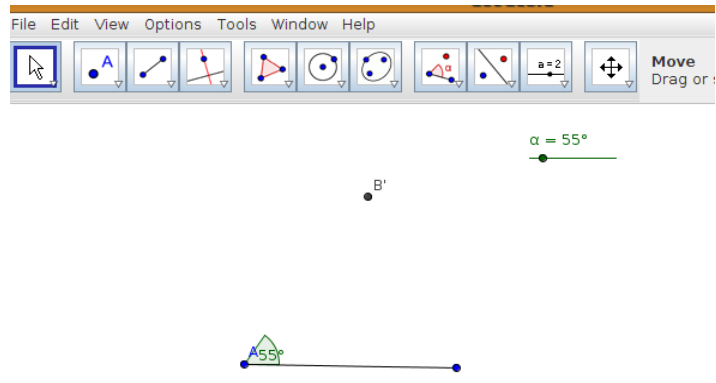 File Edit View Options Tools Window Help
A
α
a = 2
Move
Drag or s
α = 55°
B'
A
55°